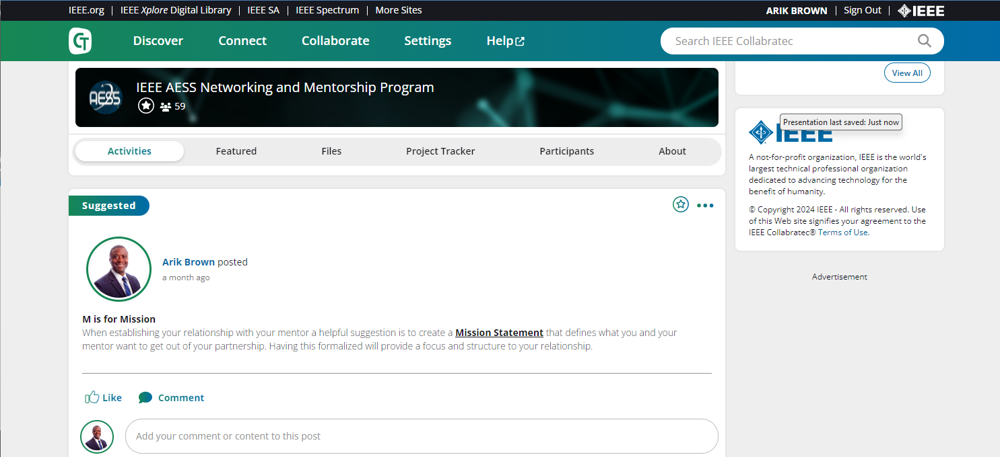 IEEE.org | IEEE Xplore Digital Library | IEEE SA | IEEE Spectrum | More Sites
ARIK BROWN | Sign Out | IEEE
CT
Discover Connect Collaborate Settings Help
Search IEEE Collabratec
AESS
IEEE AESS Networking and Mentorship Program
59
Activities Featured Files Project Tracker Participants About
Suggested
Arik Brown posted
a month ago
M is for Mission
When establishing your relationship with your mentor a helpful suggestion is to create a Mission Statement that defines what you and your
mentor want to get out of your partnership. Having this formalized will provide a focus and structure to your relationship.
Like Comment
Add your comment or content to this post
View All
Presentation last saved: Just now
IEEE
A not-for-profit organization, IEEE is the world's
largest technical professional organization
dedicated to advancing technology for the
benefit of humanity.
© Copyright 2024 IEEE - All rights reserved. Use
of this Web site signifies your agreement to the
IEEE Collabratec® Terms of Use.
Advertisement